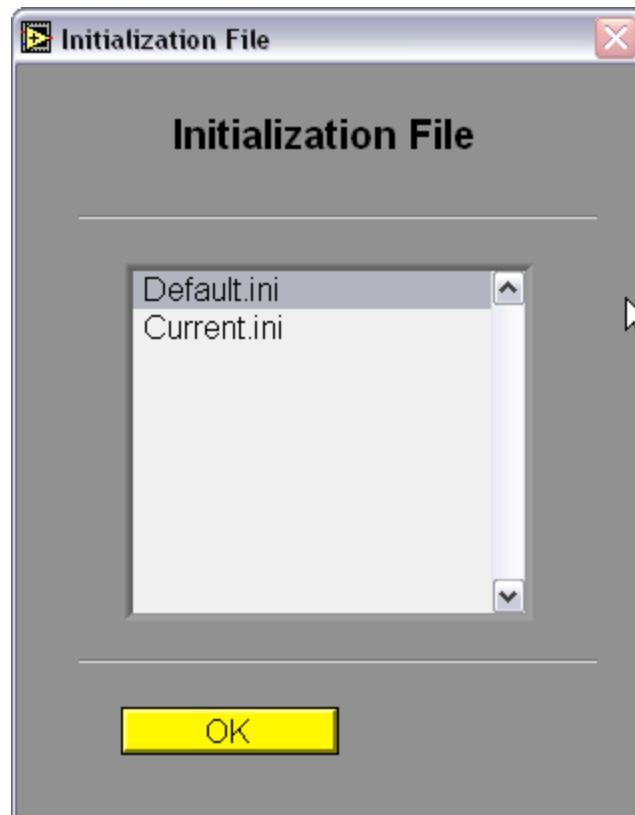 Initialization File
Initialization File
Default.ini
Current.ini
OK